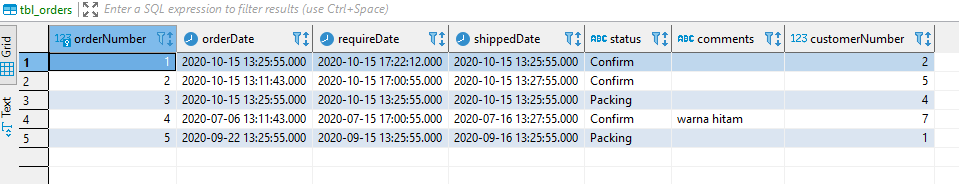 tbl_orders Enter a SQL expression to filter results (use Ctrl+Space)
Grid
Text
123 orderNumber orderDate requireDate shippedDate ABC status ABC comments 123 customerNumber
1 1 2020-10-15 13:25:55.000 2020-10-15 17:22:12.000 2020-10-15 13:25:55.000 Confirm 2
2 2 2020-10-15 13:11:43.000 2020-10-15 17:00:55.000 2020-10-15 13:27:55.000 Confirm 5
3 3 2020-10-15 13:25:55.000 2020-10-15 13:25:55.000 2020-10-15 13:25:55.000 Packing 4
4 4 2020-07-06 13:11:43.000 2020-07-15 17:00:55.000 2020-07-16 13:27:55.000 Confirm warna hitam 7
5 5 2020-09-22 13:25:55.000 2020-09-15 13:25:55.000 2020-09-16 13:25:55.000 Packing 1